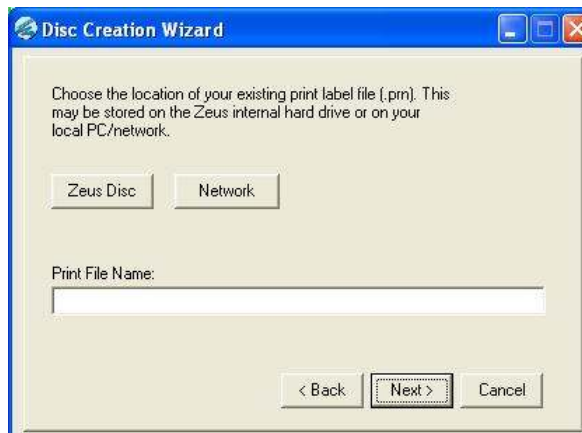 Disc Creation Wizard
Choose the location of your existing print label file (.prn). This
may be stored on the Zeus internal hard drive or on your
local PC/network.
Zeus Disc
Network
Print File Name:
< Back
Next >
Cancel